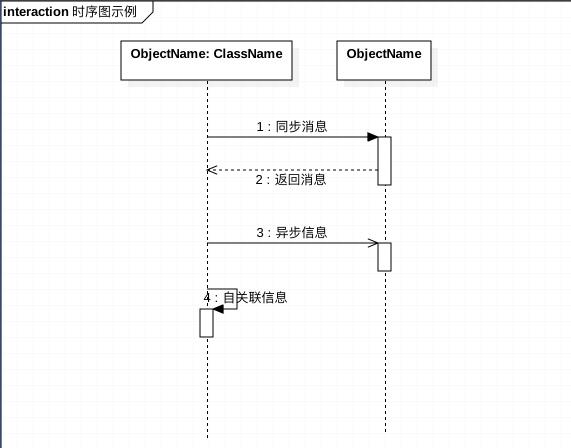 interaction 时序图示例
ObjectName: ClassName
ObjectName
1 : 同步消息
2 : 返回消息
3 : 异步信息
4 : 自关联信息